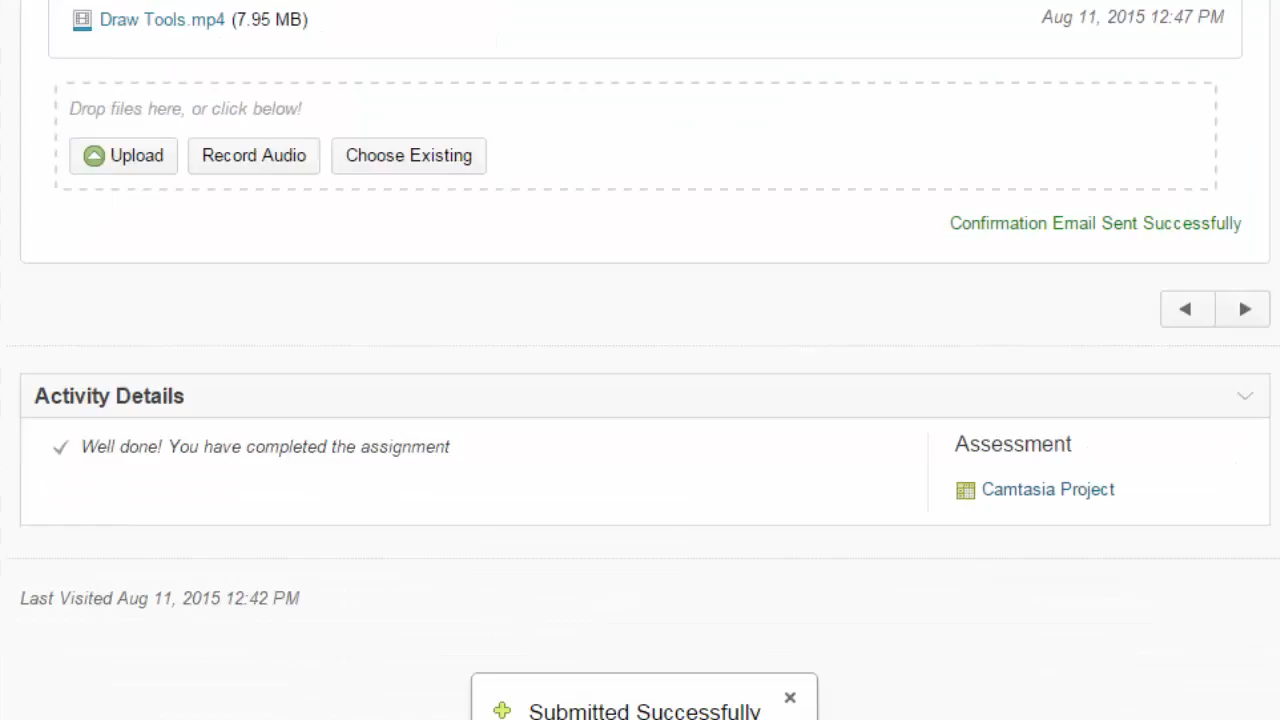 Draw Tools.mp4 (7.95 MB)
Aug 11, 2015 12:47 PM
Drop files here, or click below!
Upload
Record Audio
Choose Existing
Confirmation Email Sent Successfully
Activity Details
Well done! You have completed the assignment
Assessment
Camtasia Project
Last Visited Aug 11, 2015 12:42 PM
Submitted Successfully